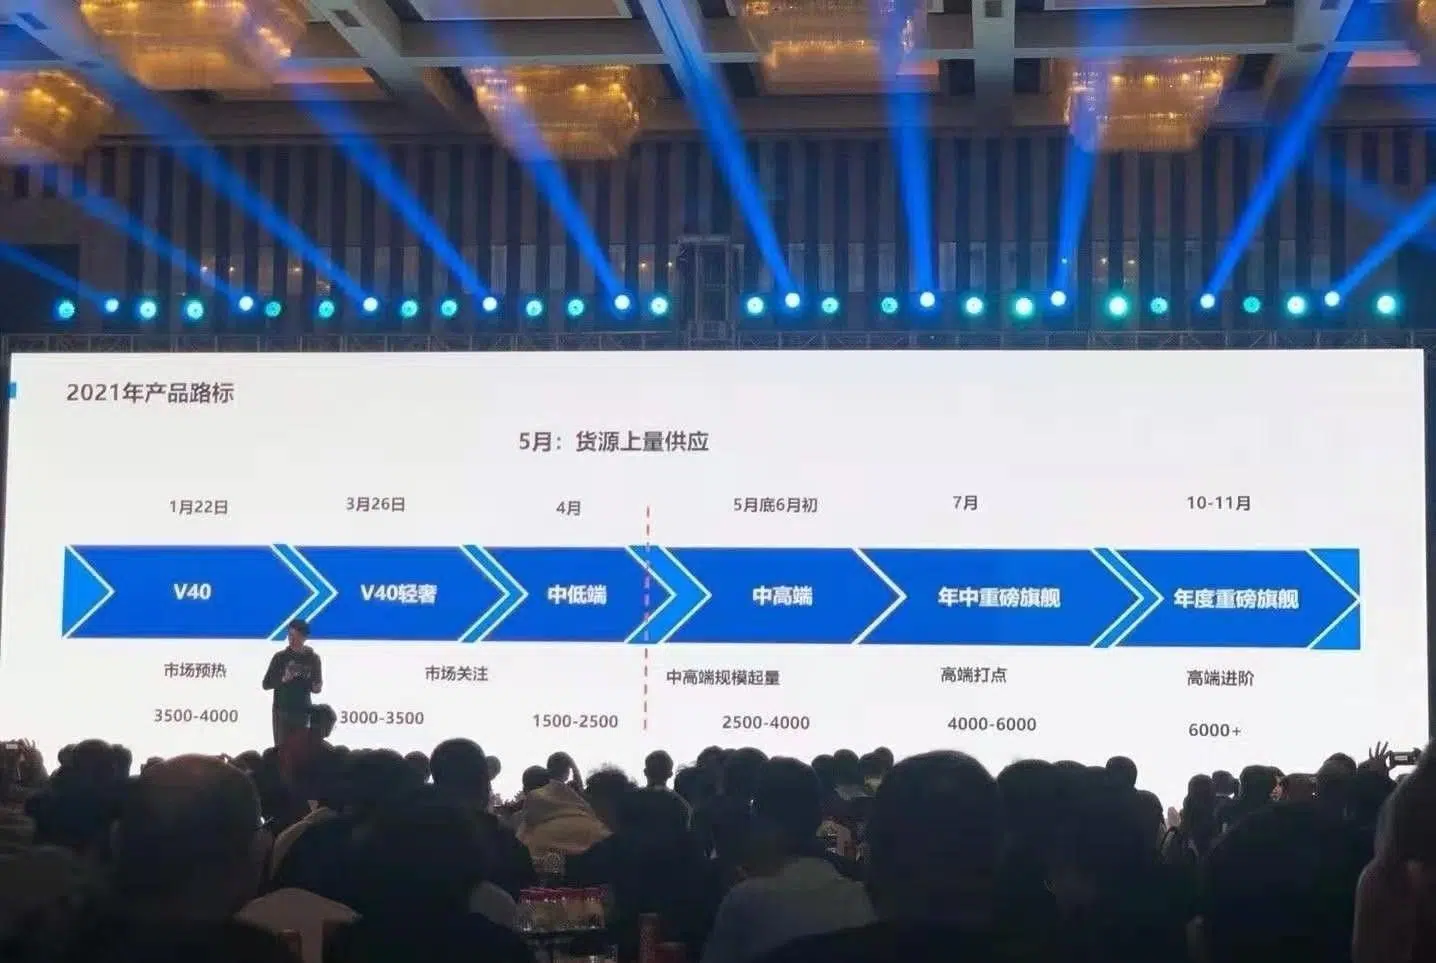 2021年产品路标
5月：货源上量供应
1月22日 3月26日 4月 5月底6月初 7月 10-11月
V40 V40轻奢 中低端 中高端 年中重磅旗舰 年度重磅旗舰
市场预热 市场关注 中高端规模起量 高端打点 高端进阶
3500-4000 3000-3500 1500-2500 2500-4000 4000-6000 6000+